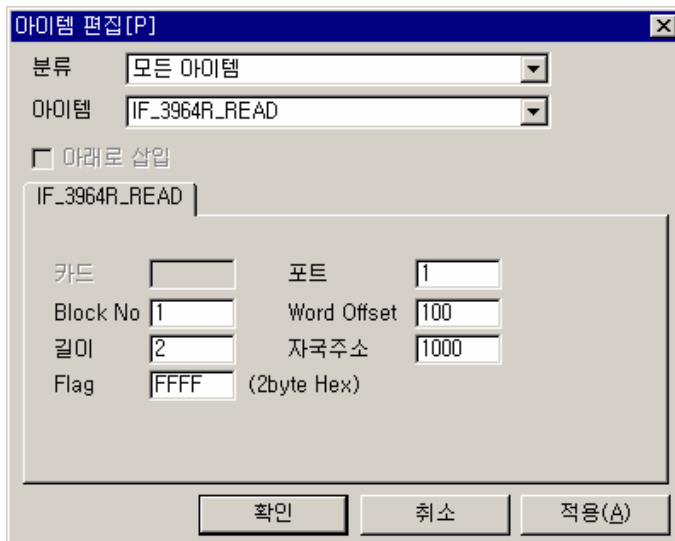 아이템 편집[P]
분류 모든 아이템
아이템 IF_3964R_READ
아래로 삽입
IF_3964R_READ
카드 포트 1
Block No 1 Word Offset 100
길이 2 자국주소 1000
Flag FFFF (2byte Hex)
확인 취소 적용(A)